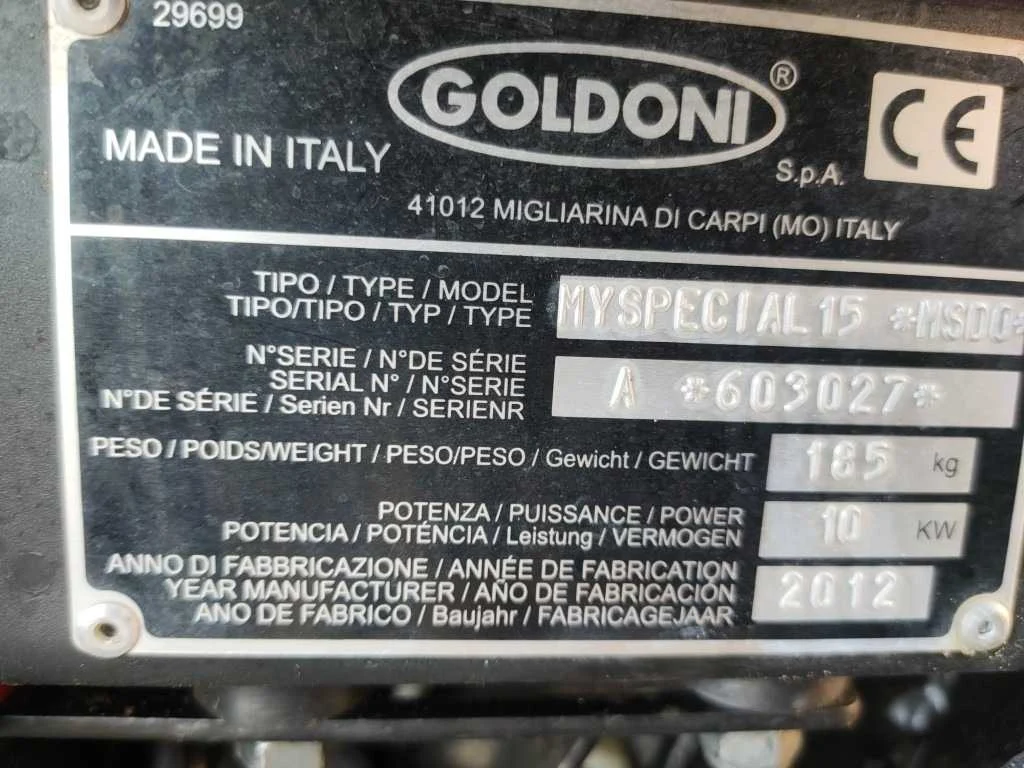 29699
GOLDONI ®
CE
MADE IN ITALY
S.p.A.
41012 MIGLIARINA DI CARPI (MO) ITALY
TIPO / TYPE / MODEL
TIPO/TIPO / TYP / TYPE
MYSPECIAL15 *MSDO*
N°SERIE / N°DE SÉRIE
SERIAL N° / N°SERIE
N°DE SÉRIE / Serien Nr / SERIENR
A *603027*
PESO / POIDS/WEIGHT / PESO/PESO / Gewicht / GEWICHT
185 kg
POTENZA / PUISSANCE / POWER
POTENCIA / POTÉNCIA / Leistung / VERMOGEN
10 KW
ANNO DI FABBRICAZIONE / ANNÉE DE FABRICATION
YEAR MANUFACTURER / AÑO DE FABRICACIÓN
ANO DE FABRICO / Baujahr / FABRICAGEJAAR
2012